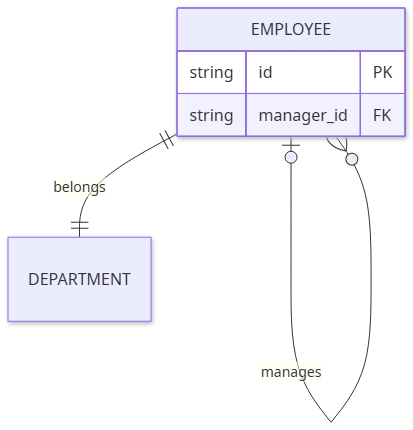 EMPLOYEE
string id PK
string manager_id FK
belongs
DEPARTMENT
manages